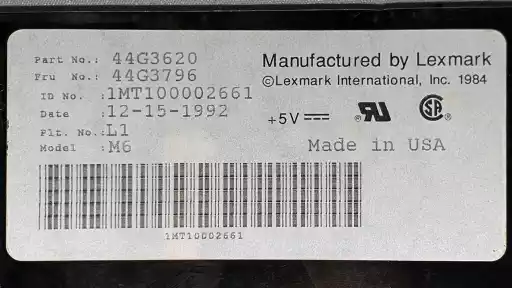 Part No.: 44G3620
Fru No.: 44G3796
ID No. :1MT100002661
Date :12-15-1992
Plt. No.:L1
Model :M6
Manufactured by Lexmark
©Lexmark International, Inc. 1984
+5V
Made in USA
1MT10002661